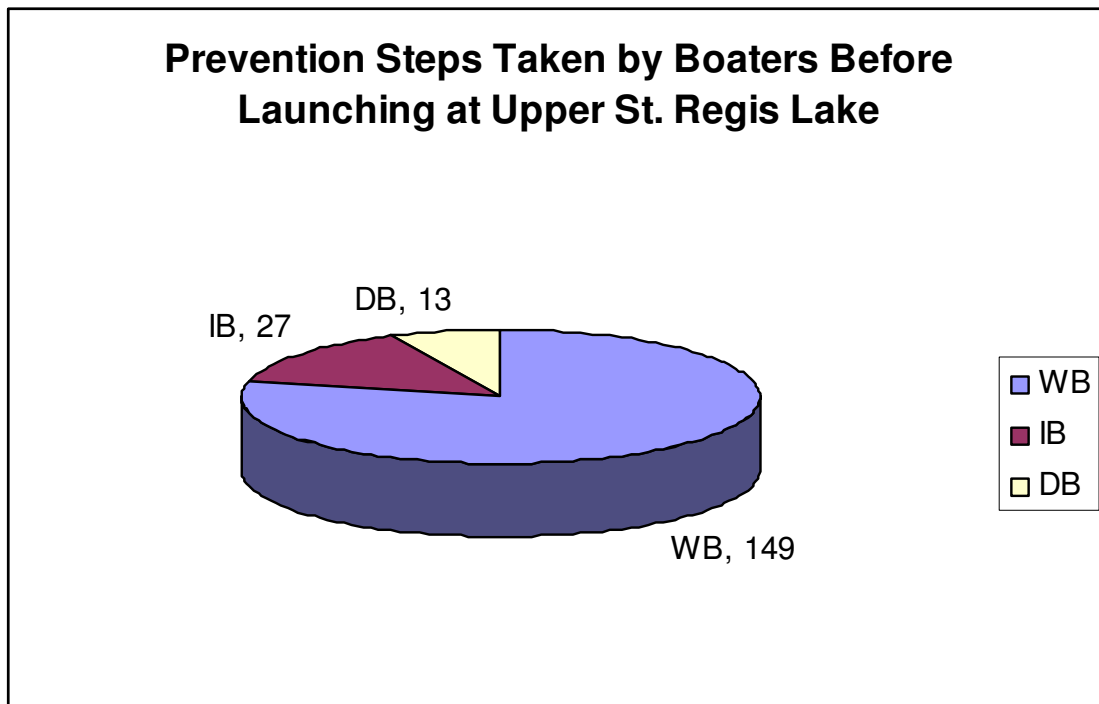 Prevention Steps Taken by Boaters Before
Launching at Upper St. Regis Lake
DB, 13
IB, 27
WB, 149
WB
IB
DB